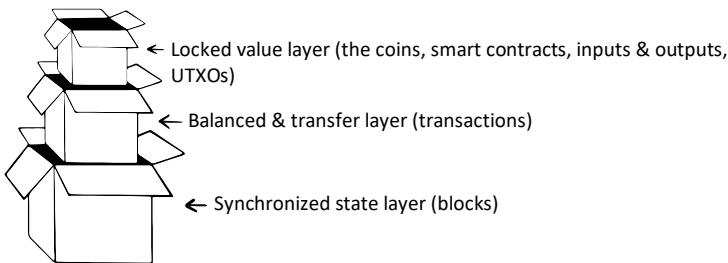 Locked value layer (the coins, smart contracts, inputs & outputs,
UTXOs)
Balanced & transfer layer (transactions)
Synchronized state layer (blocks)